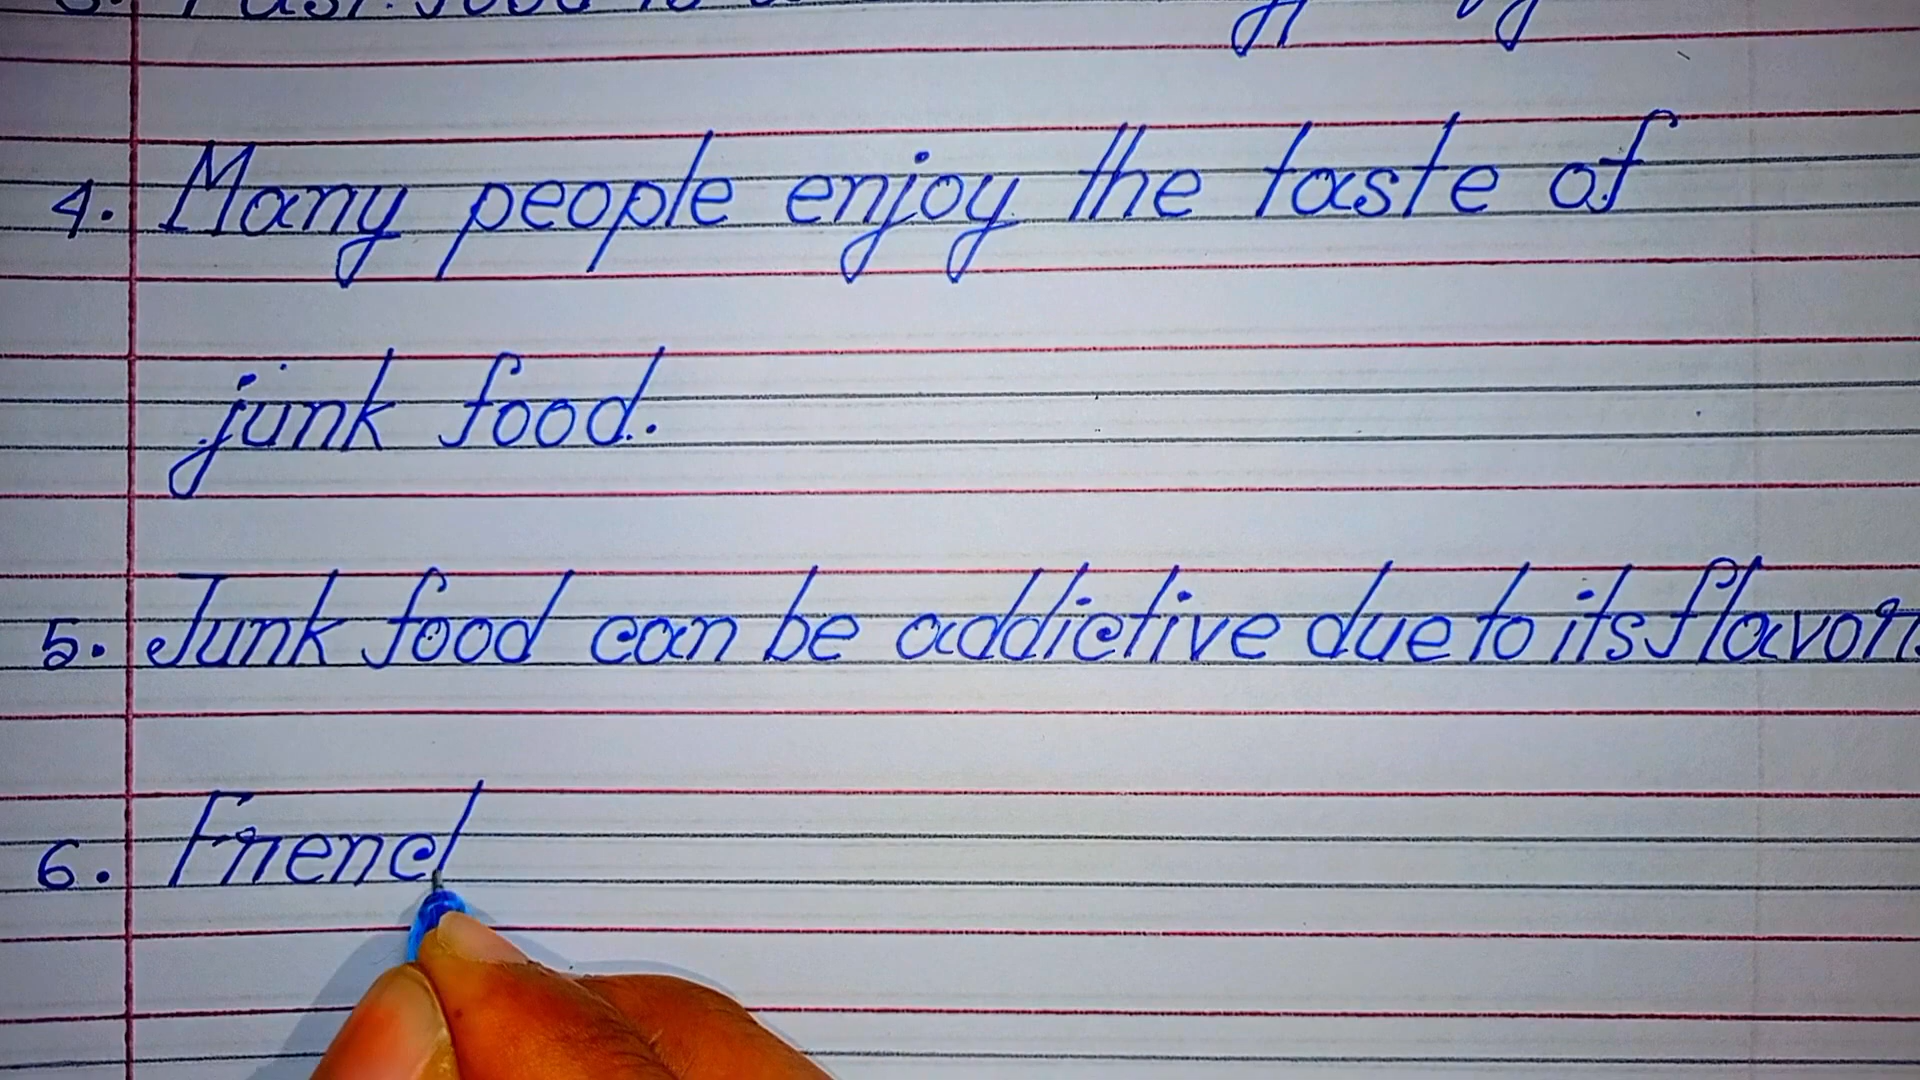 4. Many people enjoy the taste of
junk food.
5. Junk food can be addictive due to its flavor.
6. Friend